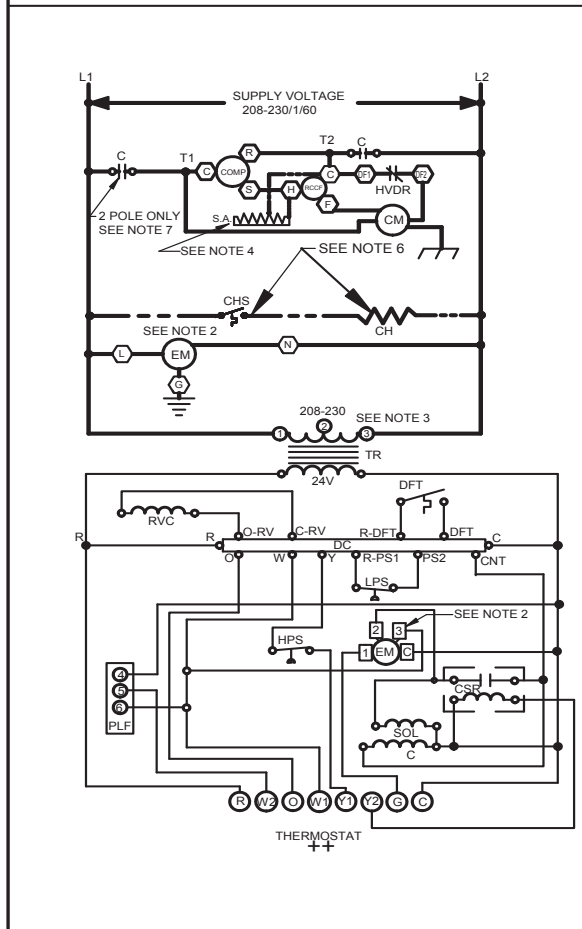 L1 L2
SUPPLY VOLTAGE
208-230/1/60
C T1 T2 C
R
C COMP C DF1 DF2
HVDR
S H RCCF
F
S.A. CM
2 POLE ONLY
SEE NOTE 7
SEE NOTE 4
SEE NOTE 6
CHS
CH
SEE NOTE 2
L EM N
G
208-230
SEE NOTE 3
1 2 3
TR
24V
DFT
RVC
O-RV C-RV R-DFT DFT
R R DC C
O W Y R-PS1 PS2 CNT
LPS
SEE NOTE 2
2 3
HPS
1 EM C
4
5
6
PLF
CSR
SOL
C
R W2 O W1 Y1 Y2 G C
THERMOSTAT
++